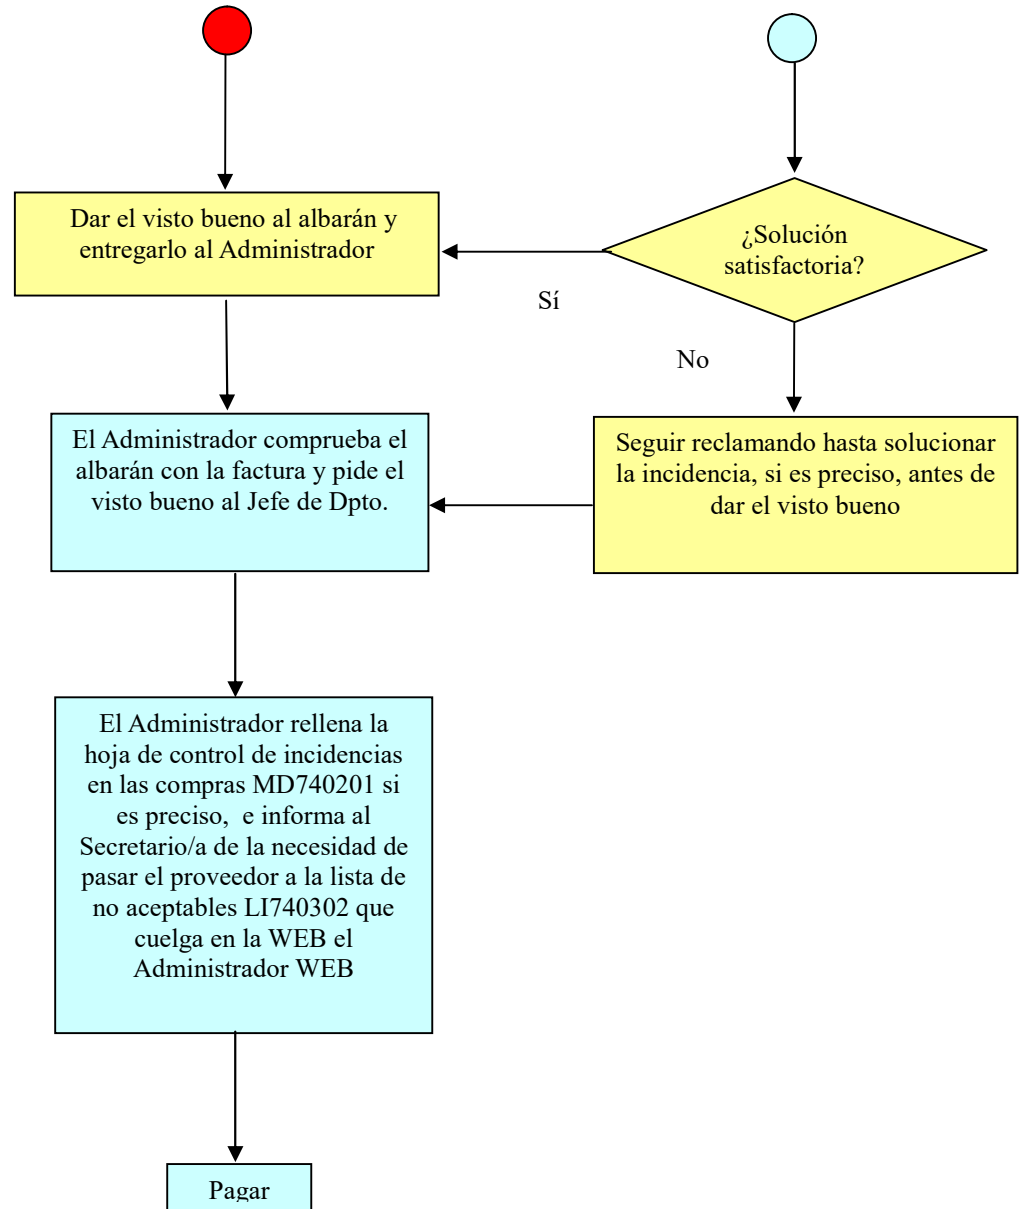 Dar el visto bueno al albarán y
entregarlo al Administrador
¿Solución
satisfactoria?
Sí
No
El Administrador comprueba el
albarán con la factura y pide el
visto bueno al Jefe de Dpto.
Seguir reclamando hasta solucionar
la incidencia, si es preciso, antes de
dar el visto bueno
El Administrador rellena la
hoja de control de incidencias
en las compras MD740201 si
es preciso,  e informa al
Secretario/a de la necesidad de
pasar el proveedor a la lista de
no aceptables LI740302 que
cuelga en la WEB el
Administrador WEB
Pagar